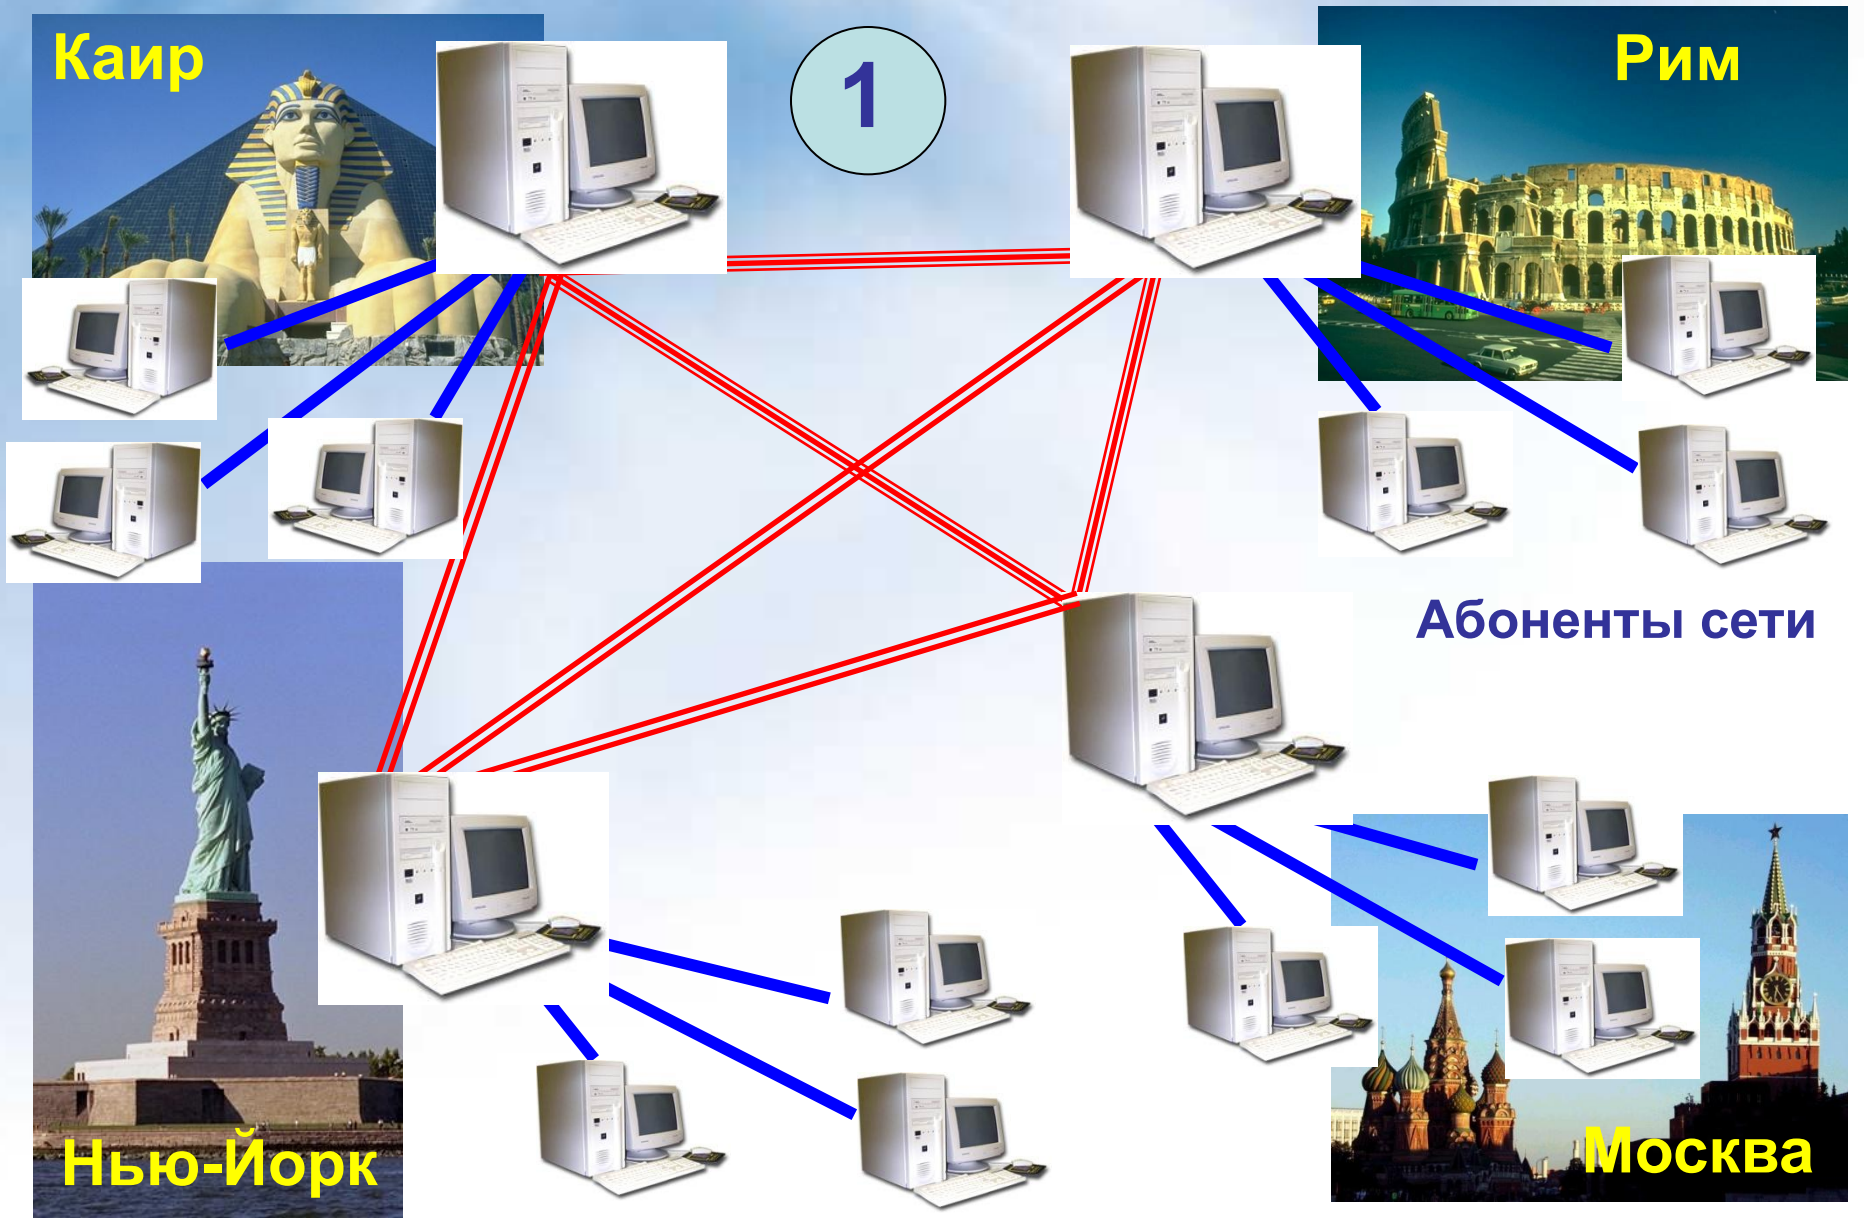 Каир
1
Рим
Абоненты сети
Нью-Йорк
Москва